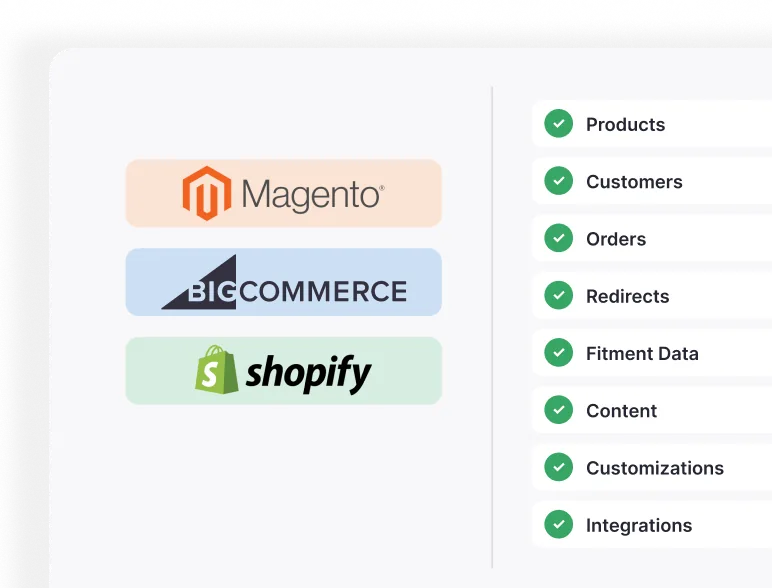 Magento®
BIGCOMMERCE
S shopify
Products
Customers
Orders
Redirects
Fitment Data
Content
Customizations
Integrations